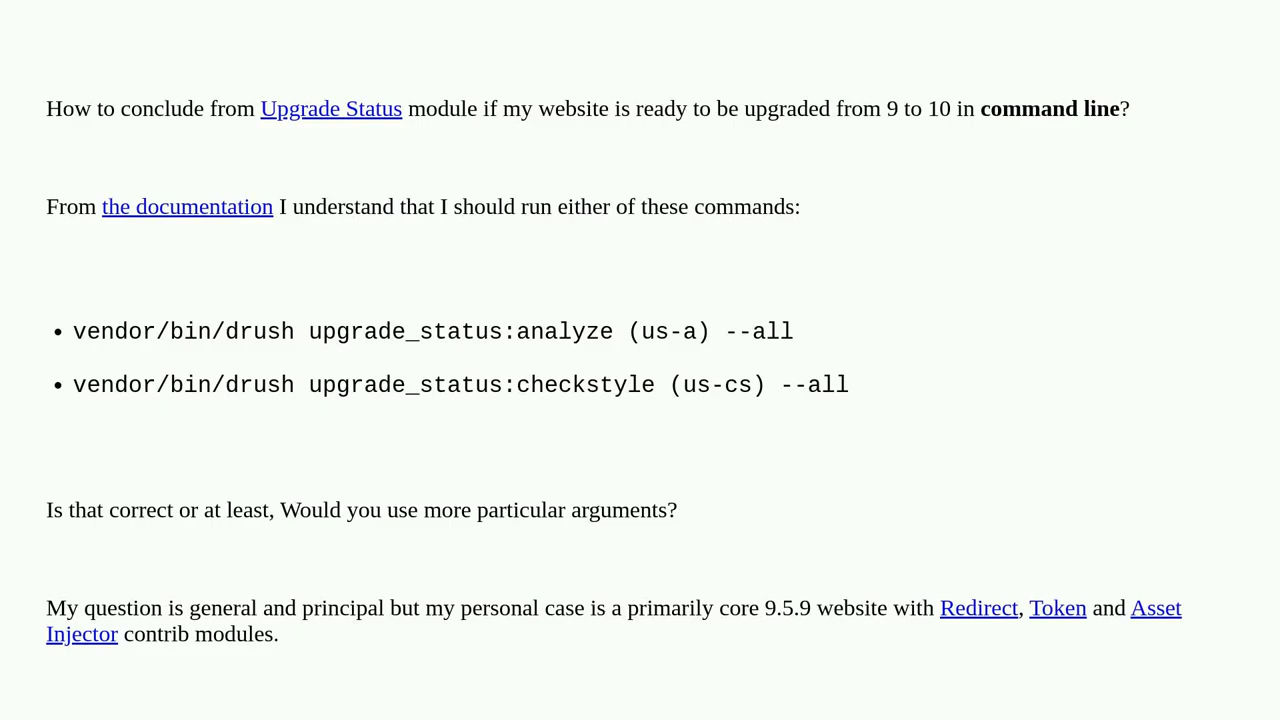 How to conclude from Upgrade Status module if my website is ready to be upgraded from 9 to 10 in command line?
From the documentation I understand that I should run either of these commands:
• vendor/bin/drush upgrade_status:analyze (us-a) --all
• vendor/bin/drush upgrade_status:checkstyle (us-cs) --all
Is that correct or at least, Would you use more particular arguments?
My question is general and principal but my personal case is a primarily core 9.5.9 website with Redirect, Token and Asset
Injector contrib modules.